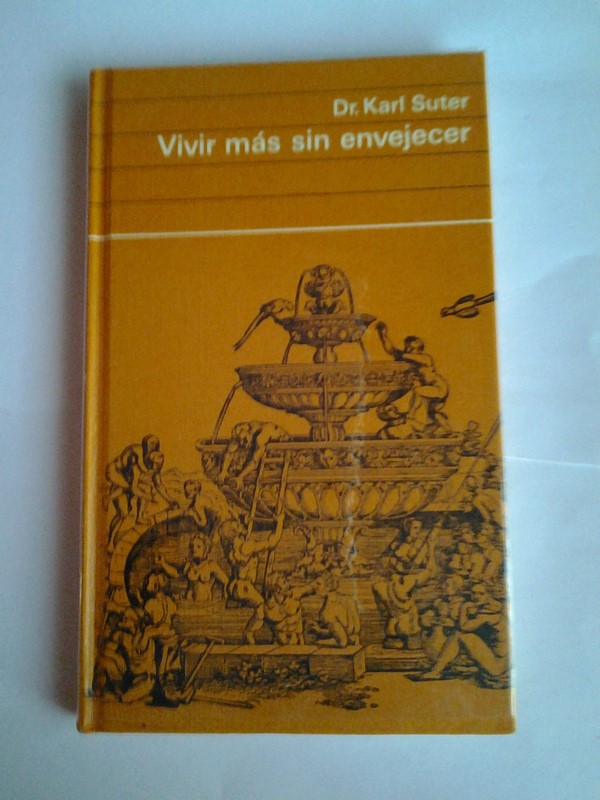 Dr. Karl Suter
Vivir más sin envejecer